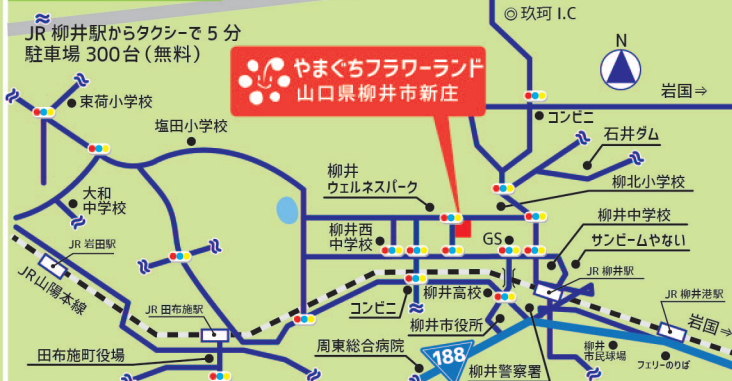 ◎玖珂 I.C
JR 柳井駅からタクシーで 5 分
駐車場 300台（無料）
N
やまぐちフラワーランド
山口県柳井市新庄
岩国⇒
東荷小学校
コンビニ
塩田小学校
石井ダム
柳井
ウェルネスパーク
柳北小学校
大和
中学校
柳井中学校
柳井西
中学校
GS
サンビームやない
JR 岩田駅
JR 柳井駅
JR山陽本線
柳井高校
JR 柳井港駅
コンビニ
JR 田布施駅
柳井市役所
岩国⇒
田布施町役場
周東総合病院
188
柳井
市民球場
柳井警察署
フェリーのりば